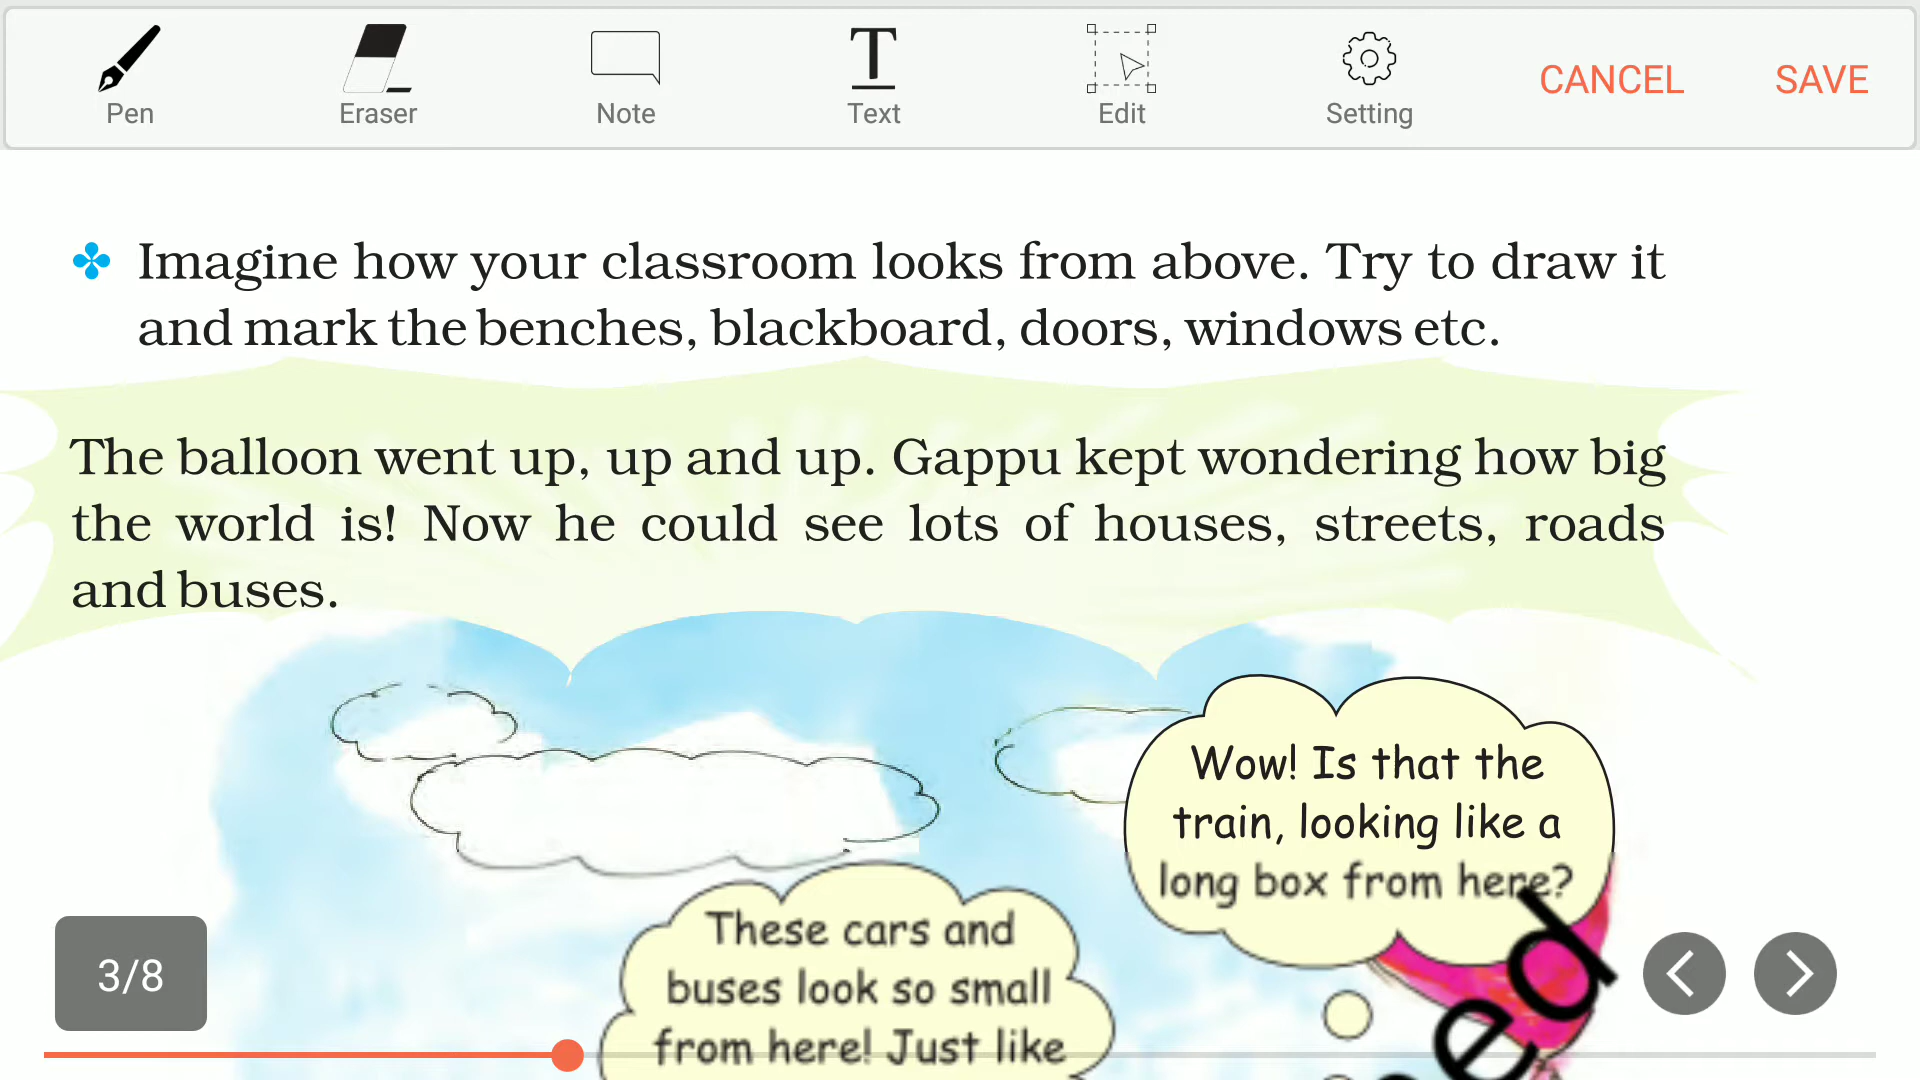 Pen
Eraser
Note
Text
Edit
Setting
CANCEL
SAVE
Imagine how your classroom looks from above. Try to draw it
and mark the benches, blackboard, doors, windows etc.
The balloon went up, up and up. Gappu kept wondering how big
the world is! Now he could see lots of houses, streets, roads
and buses.
Wow! Is that the
train, looking like a
long box from here?
These cars and
buses look so small
from here! Just like
ed
3/8